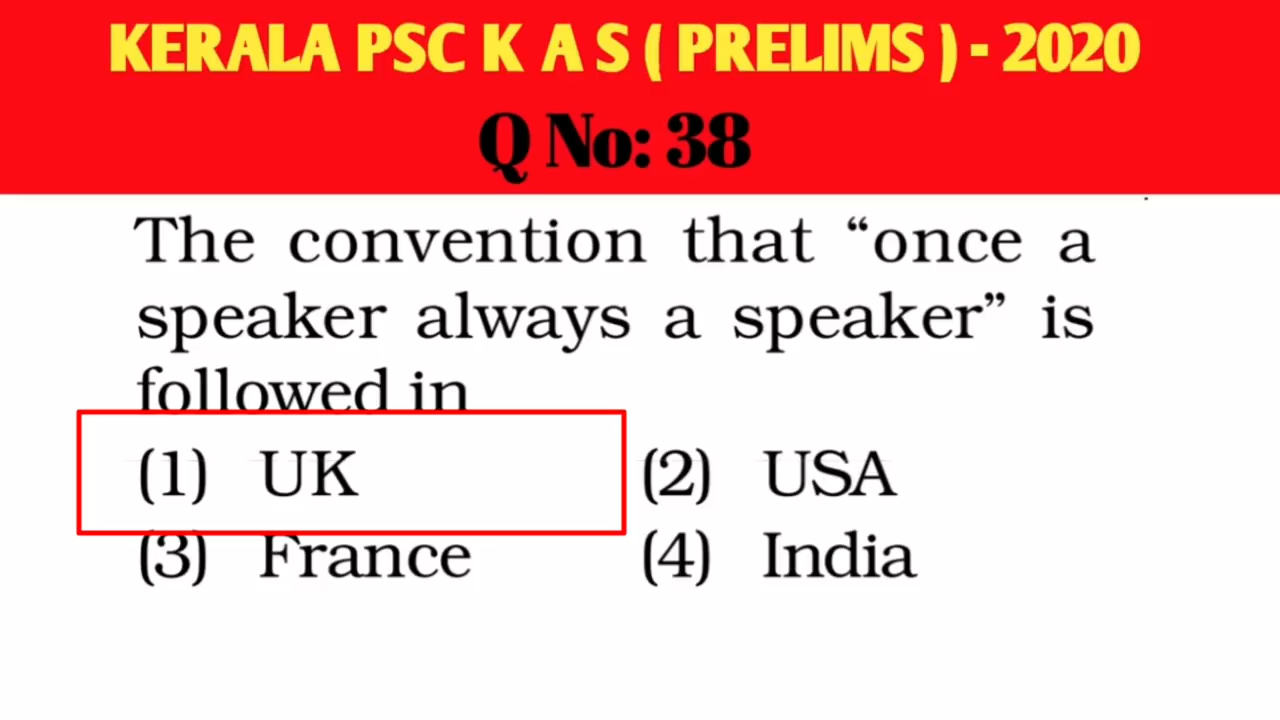 KERALA PSC K A S ( PRELIMS ) - 2020
Q No: 38
The convention that “once a
speaker always a speaker” is
followed in
(1) UK (2) USA
(3) France (4) India